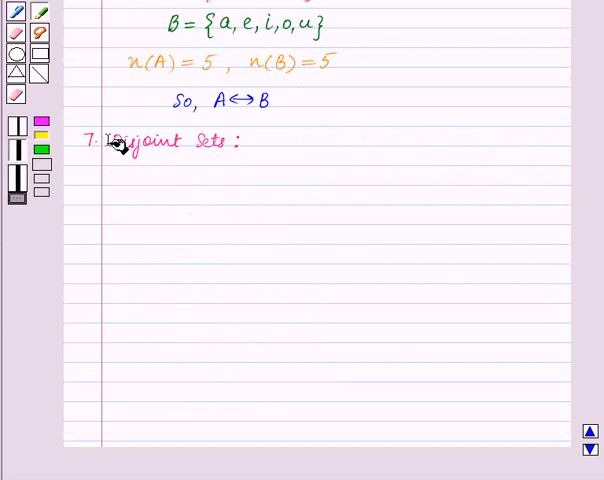 B = {a, e, i, o, u}
n(A) = 5 , n(B) = 5
So, A ↔ B
7. Disjoint Sets :